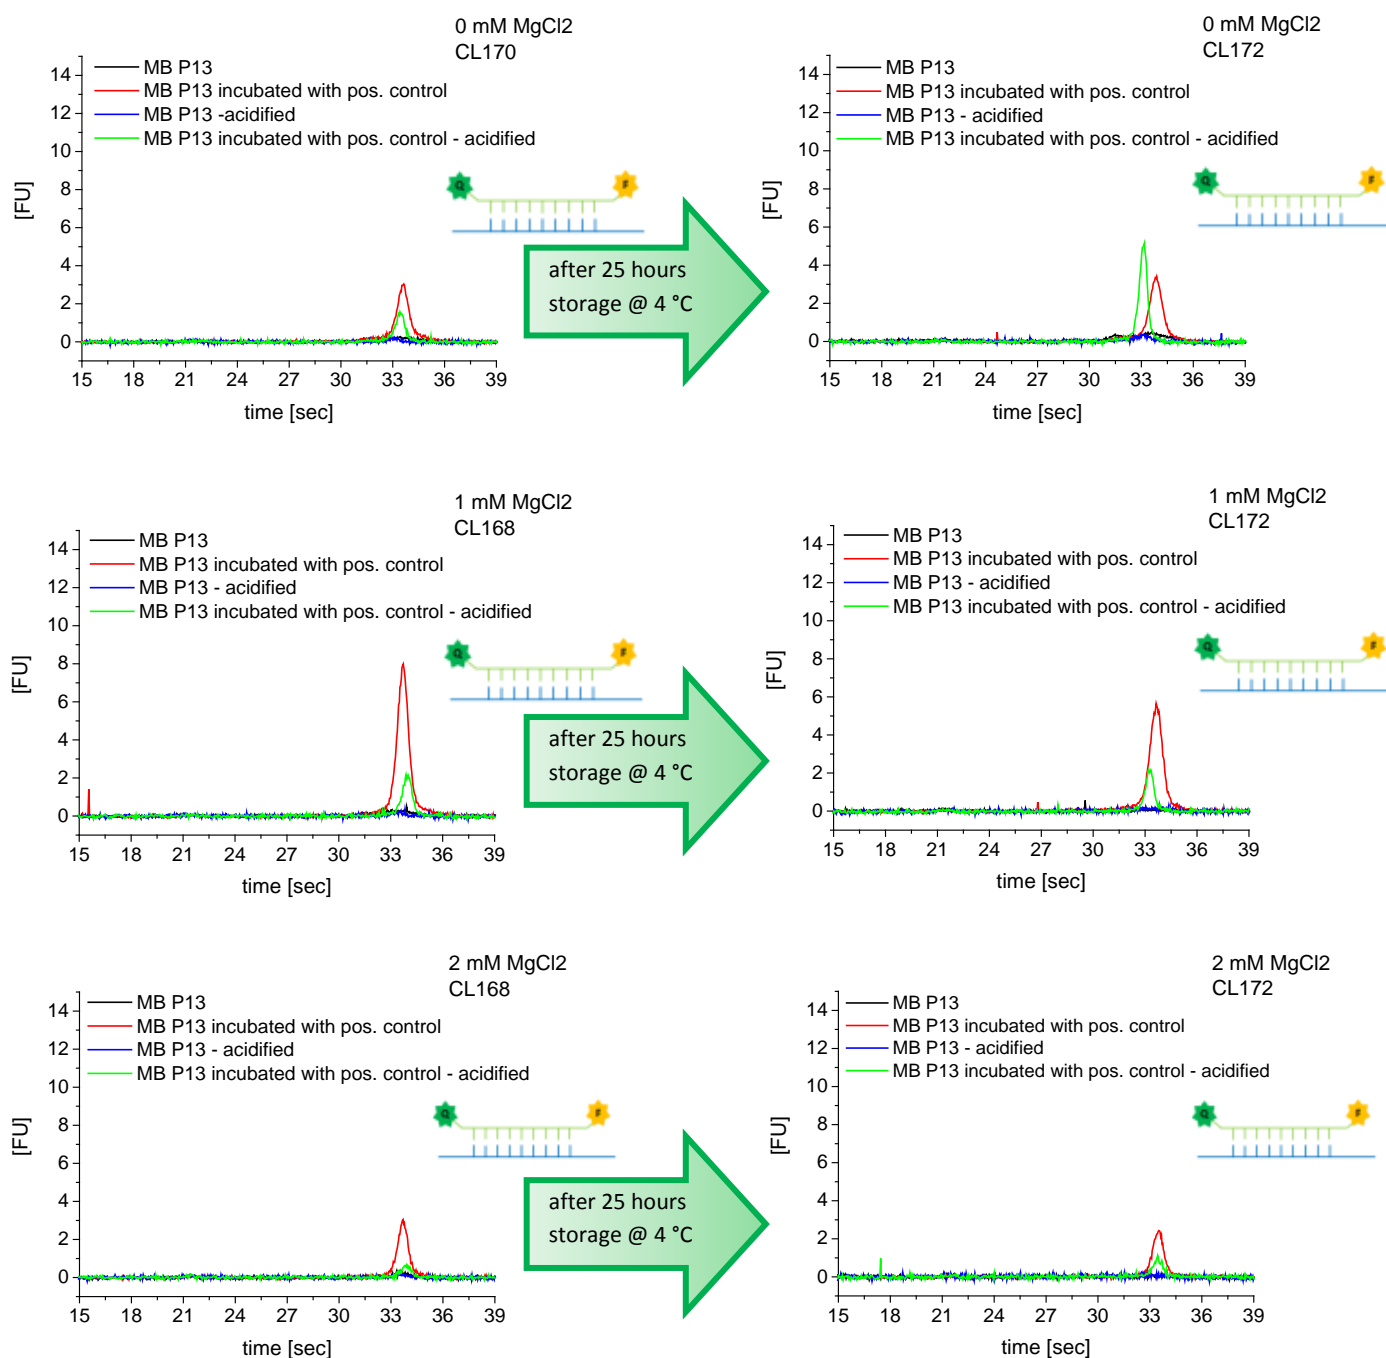 0 mM MgCl2
CL170
MB P13
MB P13 incubated with pos. control
MB P13 -acidified
MB P13 incubated with pos. control - acidified
14
12
10
8
6
4
2
0
[FU]
Q
F
15 18 21 24 27 30 33 36 39
time [sec]
after 25 hours
storage @ 4 °C
0 mM MgCl2
CL172
MB P13
MB P13 incubated with pos. control
MB P13 - acidified
MB P13 incubated with pos. control - acidified
14
12
10
8
6
4
2
0
[FU]
Q
F
15 18 21 24 27 30 33 36 39
time [sec]
1 mM MgCl2
CL168
MB P13
MB P13 incubated with pos. control
MB P13 - acidified
MB P13 incubated with pos. control - acidified
14
12
10
8
6
4
2
0
[FU]
Q
F
15 18 21 24 27 30 33 36 39
time [sec]
after 25 hours
storage @ 4 °C
1 mM MgCl2
CL172
MB P13
MB P13 incubated with pos. control
MB P13 - acidified
MB P13 incubated with pos. control - acidified
14
12
10
8
6
4
2
0
[FU]
Q
F
15 18 21 24 27 30 33 36 39
time [sec]
2 mM MgCl2
CL168
MB P13
MB P13 incubated with pos. control
MB P13 - acidified
MB P13 incubated with pos. control - acidified
14
12
10
8
6
4
2
0
[FU]
Q
F
15 18 21 24 27 30 33 36 39
time [sec]
after 25 hours
storage @ 4 °C
2 mM MgCl2
CL172
MB P13
MB P13 incubated with pos. control
MB P13 - acidified
MB P13 incubated with pos. control - acidified
14
12
10
8
6
4
2
0
[FU]
Q
F
15 18 21 24 27 30 33 36 39
time [sec]